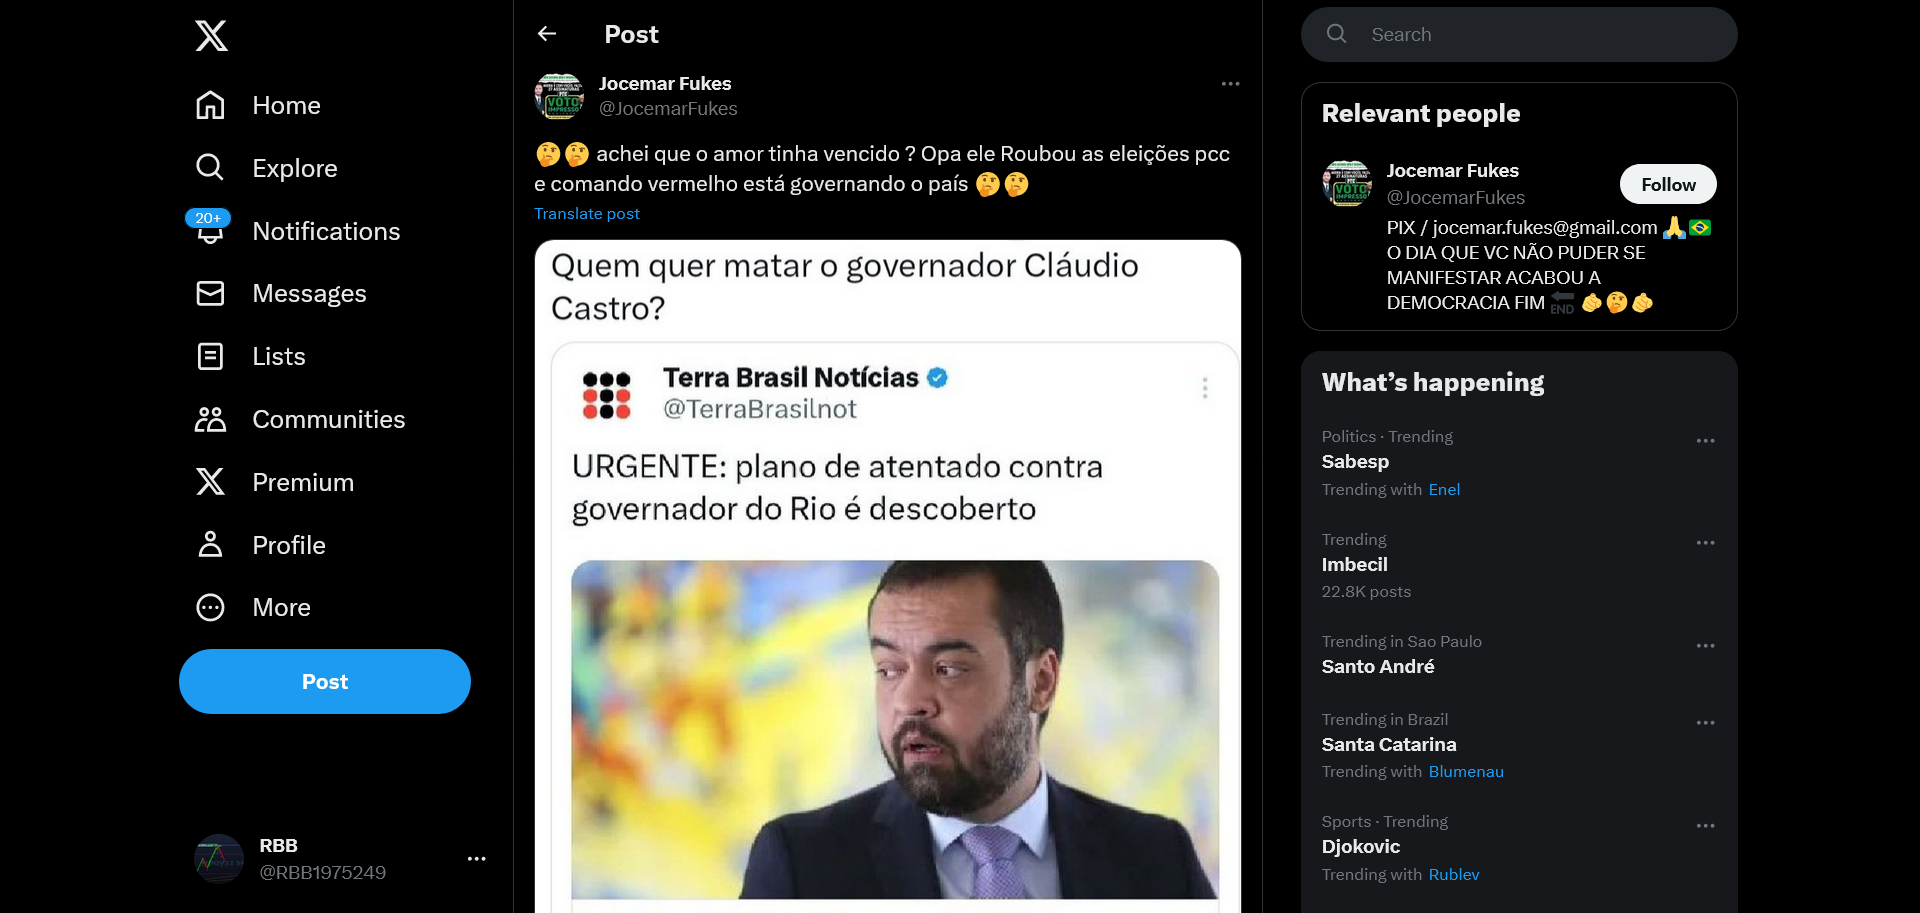 Home
Explore
20+
Notifications
Messages
Lists
Communities
Premium
Profile
More
Post
RBB
@RBB1975249
Post
Jocemar Fukes
@JocemarFukes
🤔🤔 achei que o amor tinha vencido ? Opa ele Roubou as eleições pcc
e comando vermelho está governando o país 🤔🤔
Translate post
Quem quer matar o governador Cláudio
Castro?
Terra Brasil Notícias
@TerraBrasilnot
URGENTE: plano de atentado contra
governador do Rio é descoberto
Search
Relevant people
Jocemar Fukes
@JocemarFukes
Follow
PIX / jocemar.fukes@gmail.com 🙏🇧🇷
O DIA QUE VC NÃO PUDER SE
MANIFESTAR ACABOU A
DEMOCRACIA FIM 🔚 🫵🤔🫵
What's happening
Politics · Trending
Sabesp
Trending with Enel
Trending
Imbecil
22.8K posts
Trending in Sao Paulo
Santo André
Trending in Brazil
Santa Catarina
Trending with Blumenau
Sports · Trending
Djokovic
Trending with Rublev